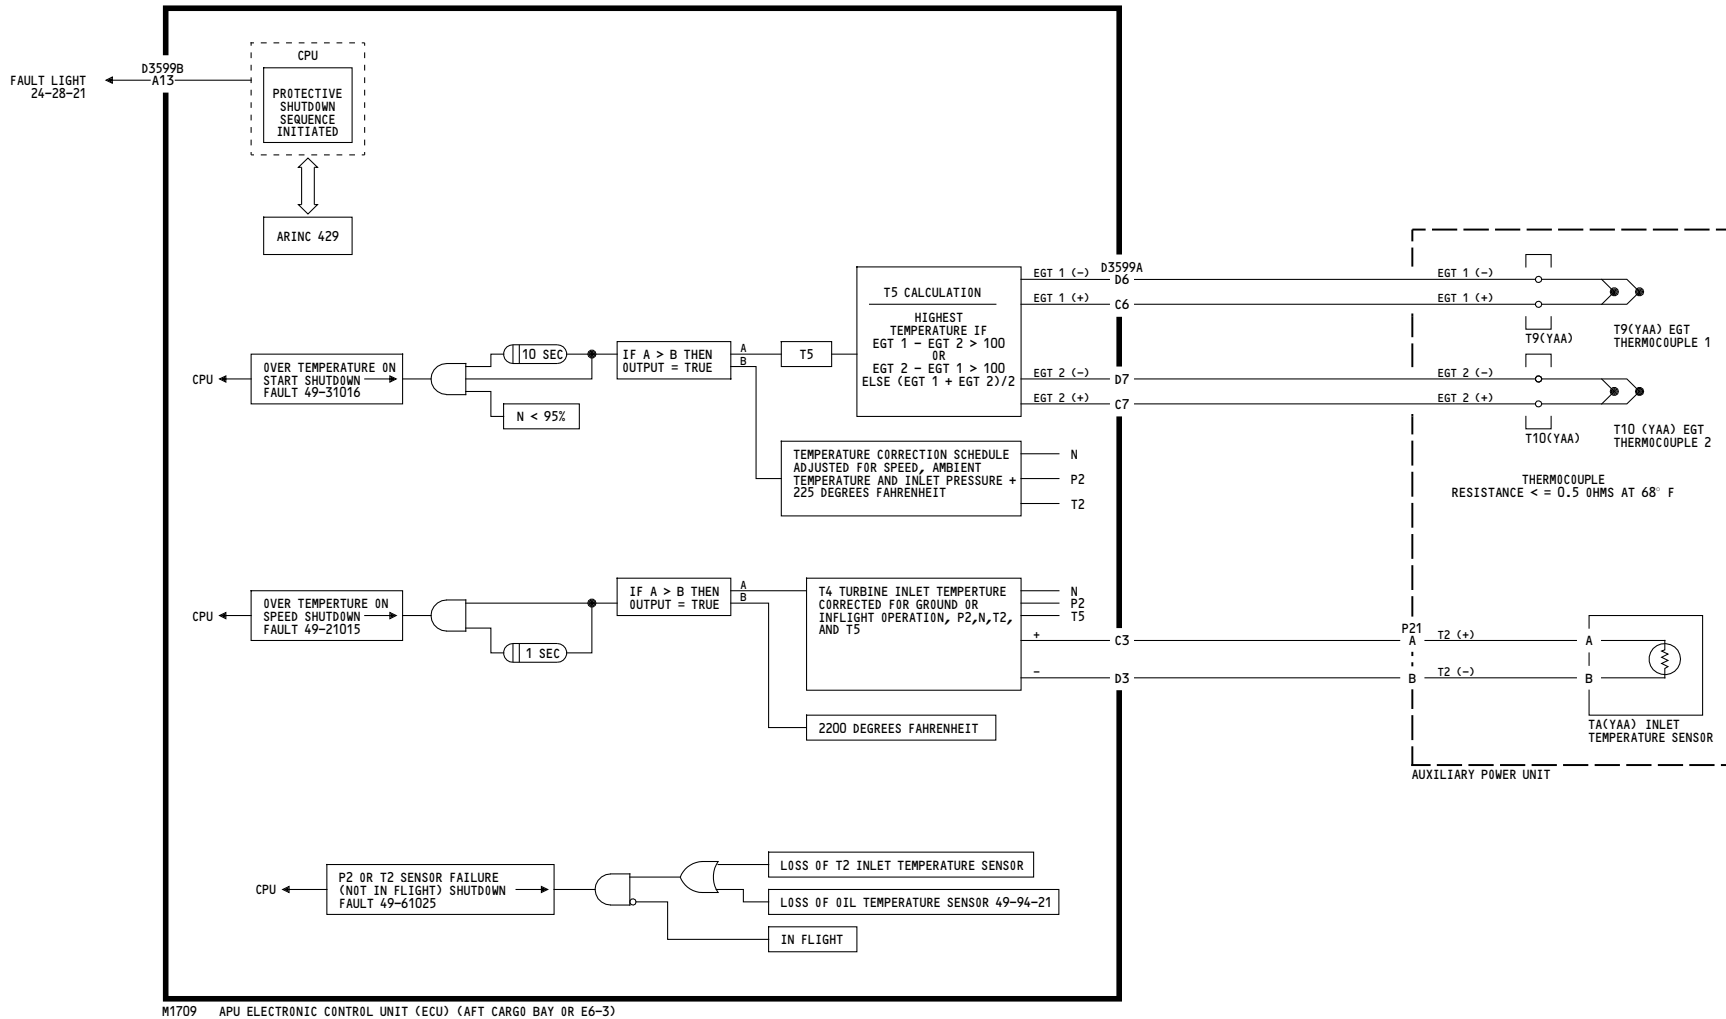 CPU
D3599B
A13
FAULT LIGHT
24-28-21
PROTECTIVE
SHUTDOWN
SEQUENCE
INITIATED
ARINC 429
T5 CALCULATION
HIGHEST
TEMPERATURE IF
EGT 1 - EGT 2 > 100
OR
EGT 2 - EGT 1 > 100
ELSE (EGT 1 + EGT 2)/2
EGT 1 (-)
D3599A
D6
EGT 1 (-)
EGT 1 (+)
C6
EGT 1 (+)
T9(YAA)
T9(YAA) EGT
THERMOCOUPLE 1
CPU
OVER TEMPERATURE ON
START SHUTDOWN
FAULT 49-31016
10 SEC
N < 95%
IF A > B THEN
OUTPUT = TRUE
A
B
T5
EGT 2 (-)
D7
EGT 2 (-)
EGT 2 (+)
C7
EGT 2 (+)
T10(YAA)
T10 (YAA) EGT
THERMOCOUPLE 2
TEMPERATURE CORRECTION SCHEDULE
ADJUSTED FOR SPEED, AMBIENT
TEMPERATURE AND INLET PRESSURE +
225 DEGREES FAHRENHEIT
N
P2
T2
THERMOCOUPLE
RESISTANCE < = 0.5 OHMS AT 68° F
CPU
OVER TEMPERTURE ON
SPEED SHUTDOWN
FAULT 49-21015
1 SEC
IF A > B THEN
OUTPUT = TRUE
A
B
T4 TURBINE INLET TEMPERTURE
CORRECTED FOR GROUND OR
INFLIGHT OPERATION, P2,N,T2,
AND T5
N
P2
T5
+
C3
P21
A
T2 (+)
A
-
D3
B
T2 (-)
B
2200 DEGREES FAHRENHEIT
TA(YAA) INLET
TEMPERATURE SENSOR
AUXILIARY POWER UNIT
CPU
P2 OR T2 SENSOR FAILURE
(NOT IN FLIGHT) SHUTDOWN
FAULT 49-61025
LOSS OF T2 INLET TEMPERATURE SENSOR
LOSS OF OIL TEMPERATURE SENSOR 49-94-21
IN FLIGHT
M1709 APU ELECTRONIC CONTROL UNIT (ECU) (AFT CARGO BAY OR E6-3)